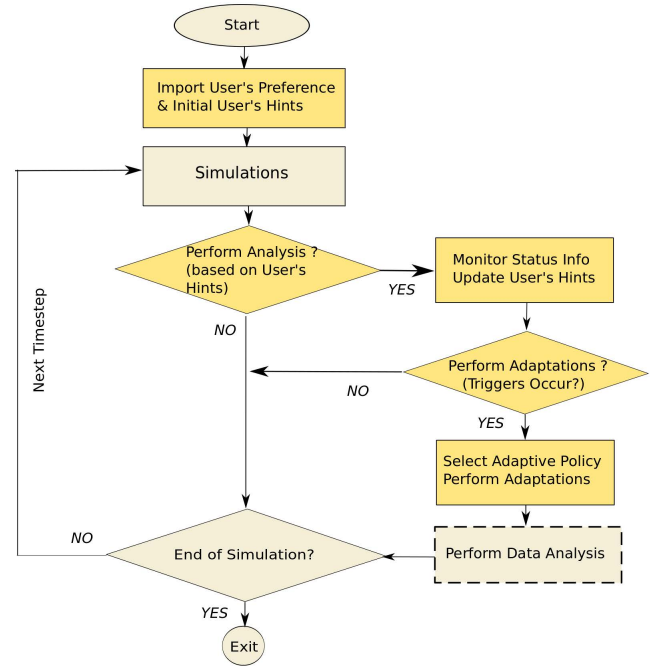 Start
Import User's Preference
& Initial User's Hints
Simulations
Perform Analysis ?
(based on User's
Hints)
YES
Monitor Status Info
Update User's Hints
NO
Perform Adaptations ?
(Triggers Occur?)
NO
YES
Select Adaptive Policy
Perform Adaptations
Perform Data Analysis
End of Simulation?
NO
Next Timestep
YES
Exit